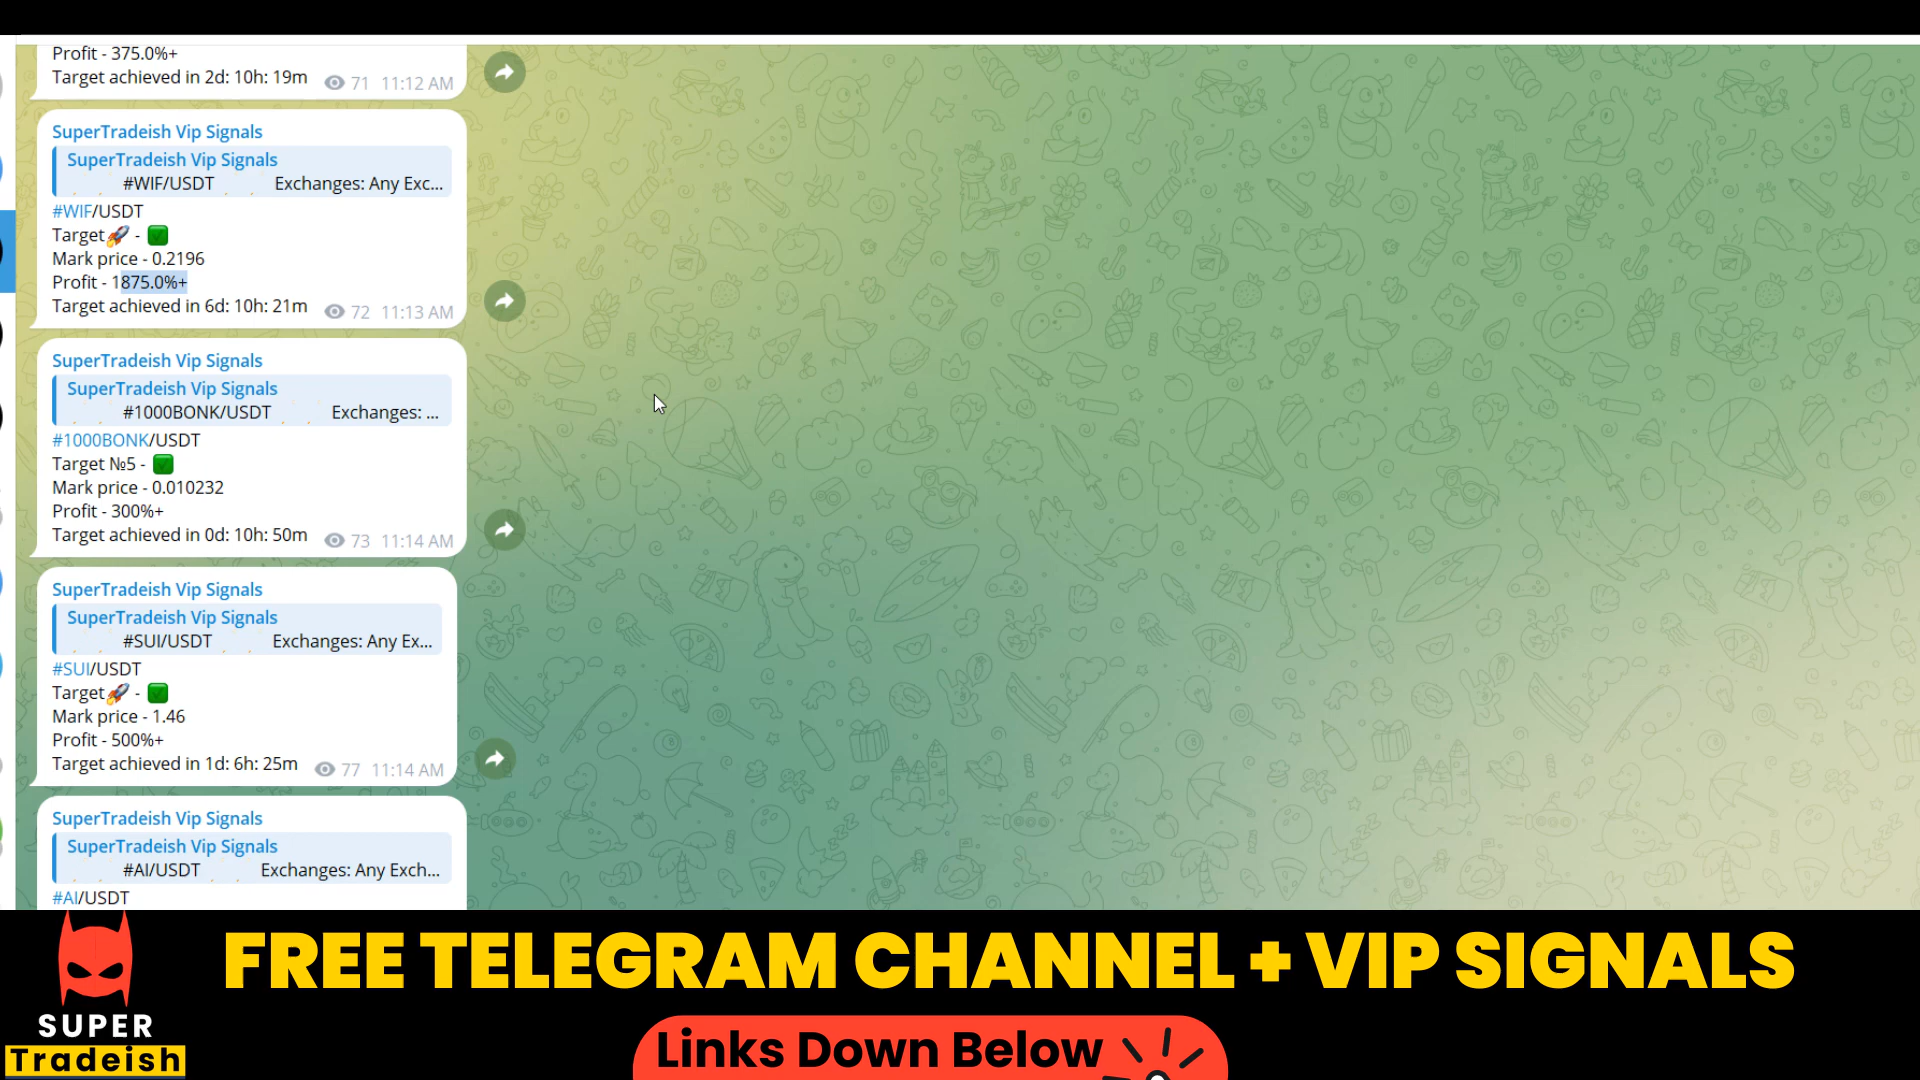 Profit - 375.0%+
Target achieved in 2d: 10h: 19m 71 11:12 AM
SuperTradeish Vip Signals
SuperTradeish Vip Signals
#WIF/USDT Exchanges: Any Exc...
#WIF/USDT
Target🚀 - ✅
Mark price - 0.2196
Profit - 1875.0%+
Target achieved in 6d: 10h: 21m 72 11:13 AM
SuperTradeish Vip Signals
SuperTradeish Vip Signals
#1000BONK/USDT Exchanges: ...
#1000BONK/USDT
Target №5 - ✅
Mark price - 0.010232
Profit - 300%+
Target achieved in 0d: 10h: 50m 73 11:14 AM
SuperTradeish Vip Signals
SuperTradeish Vip Signals
#SUI/USDT Exchanges: Any Ex...
#SUI/USDT
Target🚀 - ✅
Mark price - 1.46
Profit - 500%+
Target achieved in 1d: 6h: 25m 77 11:14 AM
SuperTradeish Vip Signals
SuperTradeish Vip Signals
#AI/USDT Exchanges: Any Exch...
#AI/USDT
FREE TELEGRAM CHANNEL + VIP SIGNALS
SUPER
Tradeish
Links Down Below